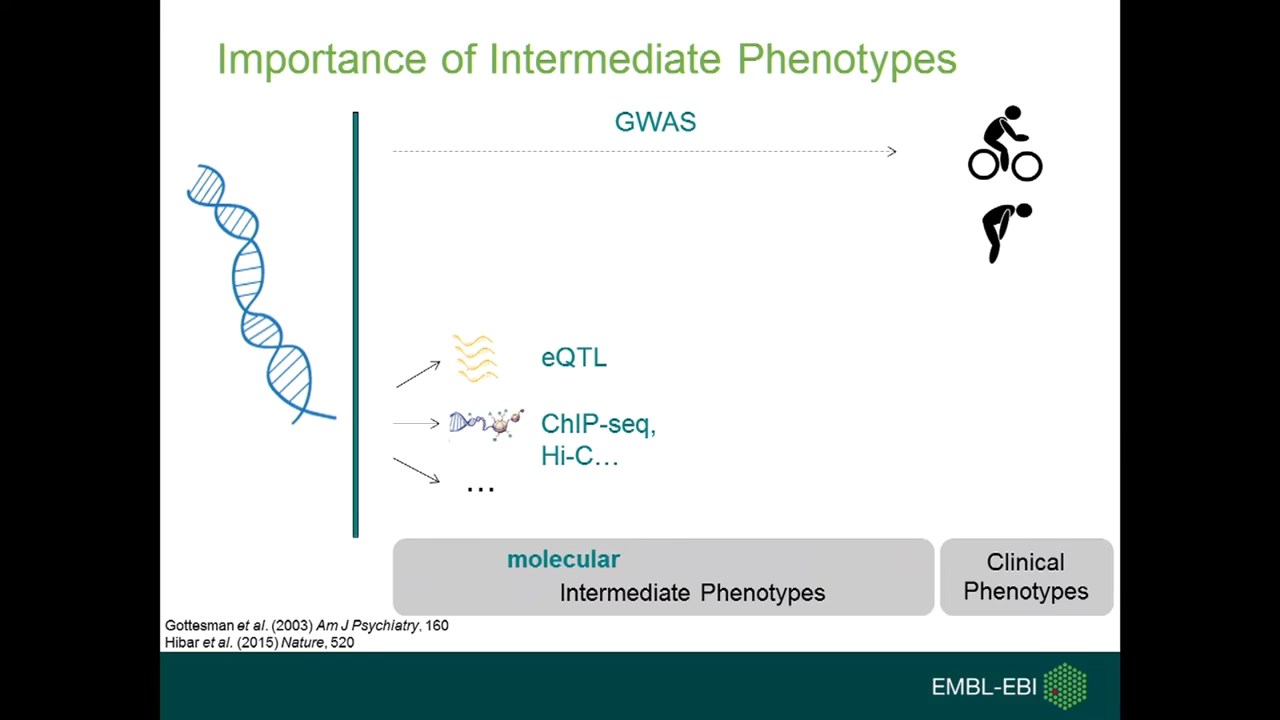 Importance of Intermediate Phenotypes
GWAS
eQTL
ChIP-seq,
Hi-C…
…
molecular
Intermediate Phenotypes
Clinical
Phenotypes
Gottesman et al. (2003) Am J Psychiatry, 160
Hibar et al. (2015) Nature, 520
EMBL-EBI